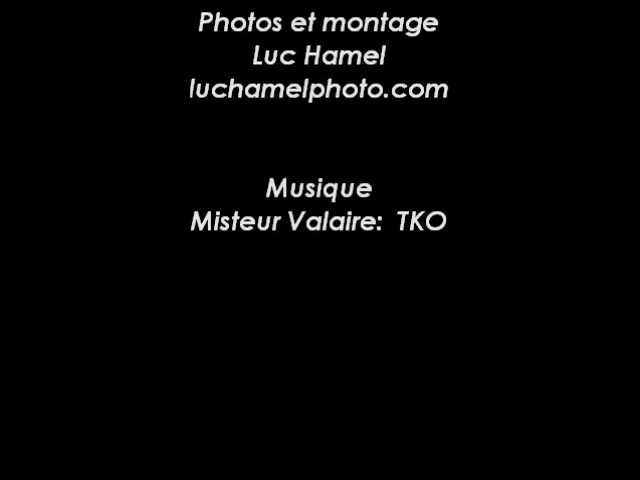 Photos et montage
Luc Hamel
luchamelphoto.com
Musique
Misteur Valaire: TKO